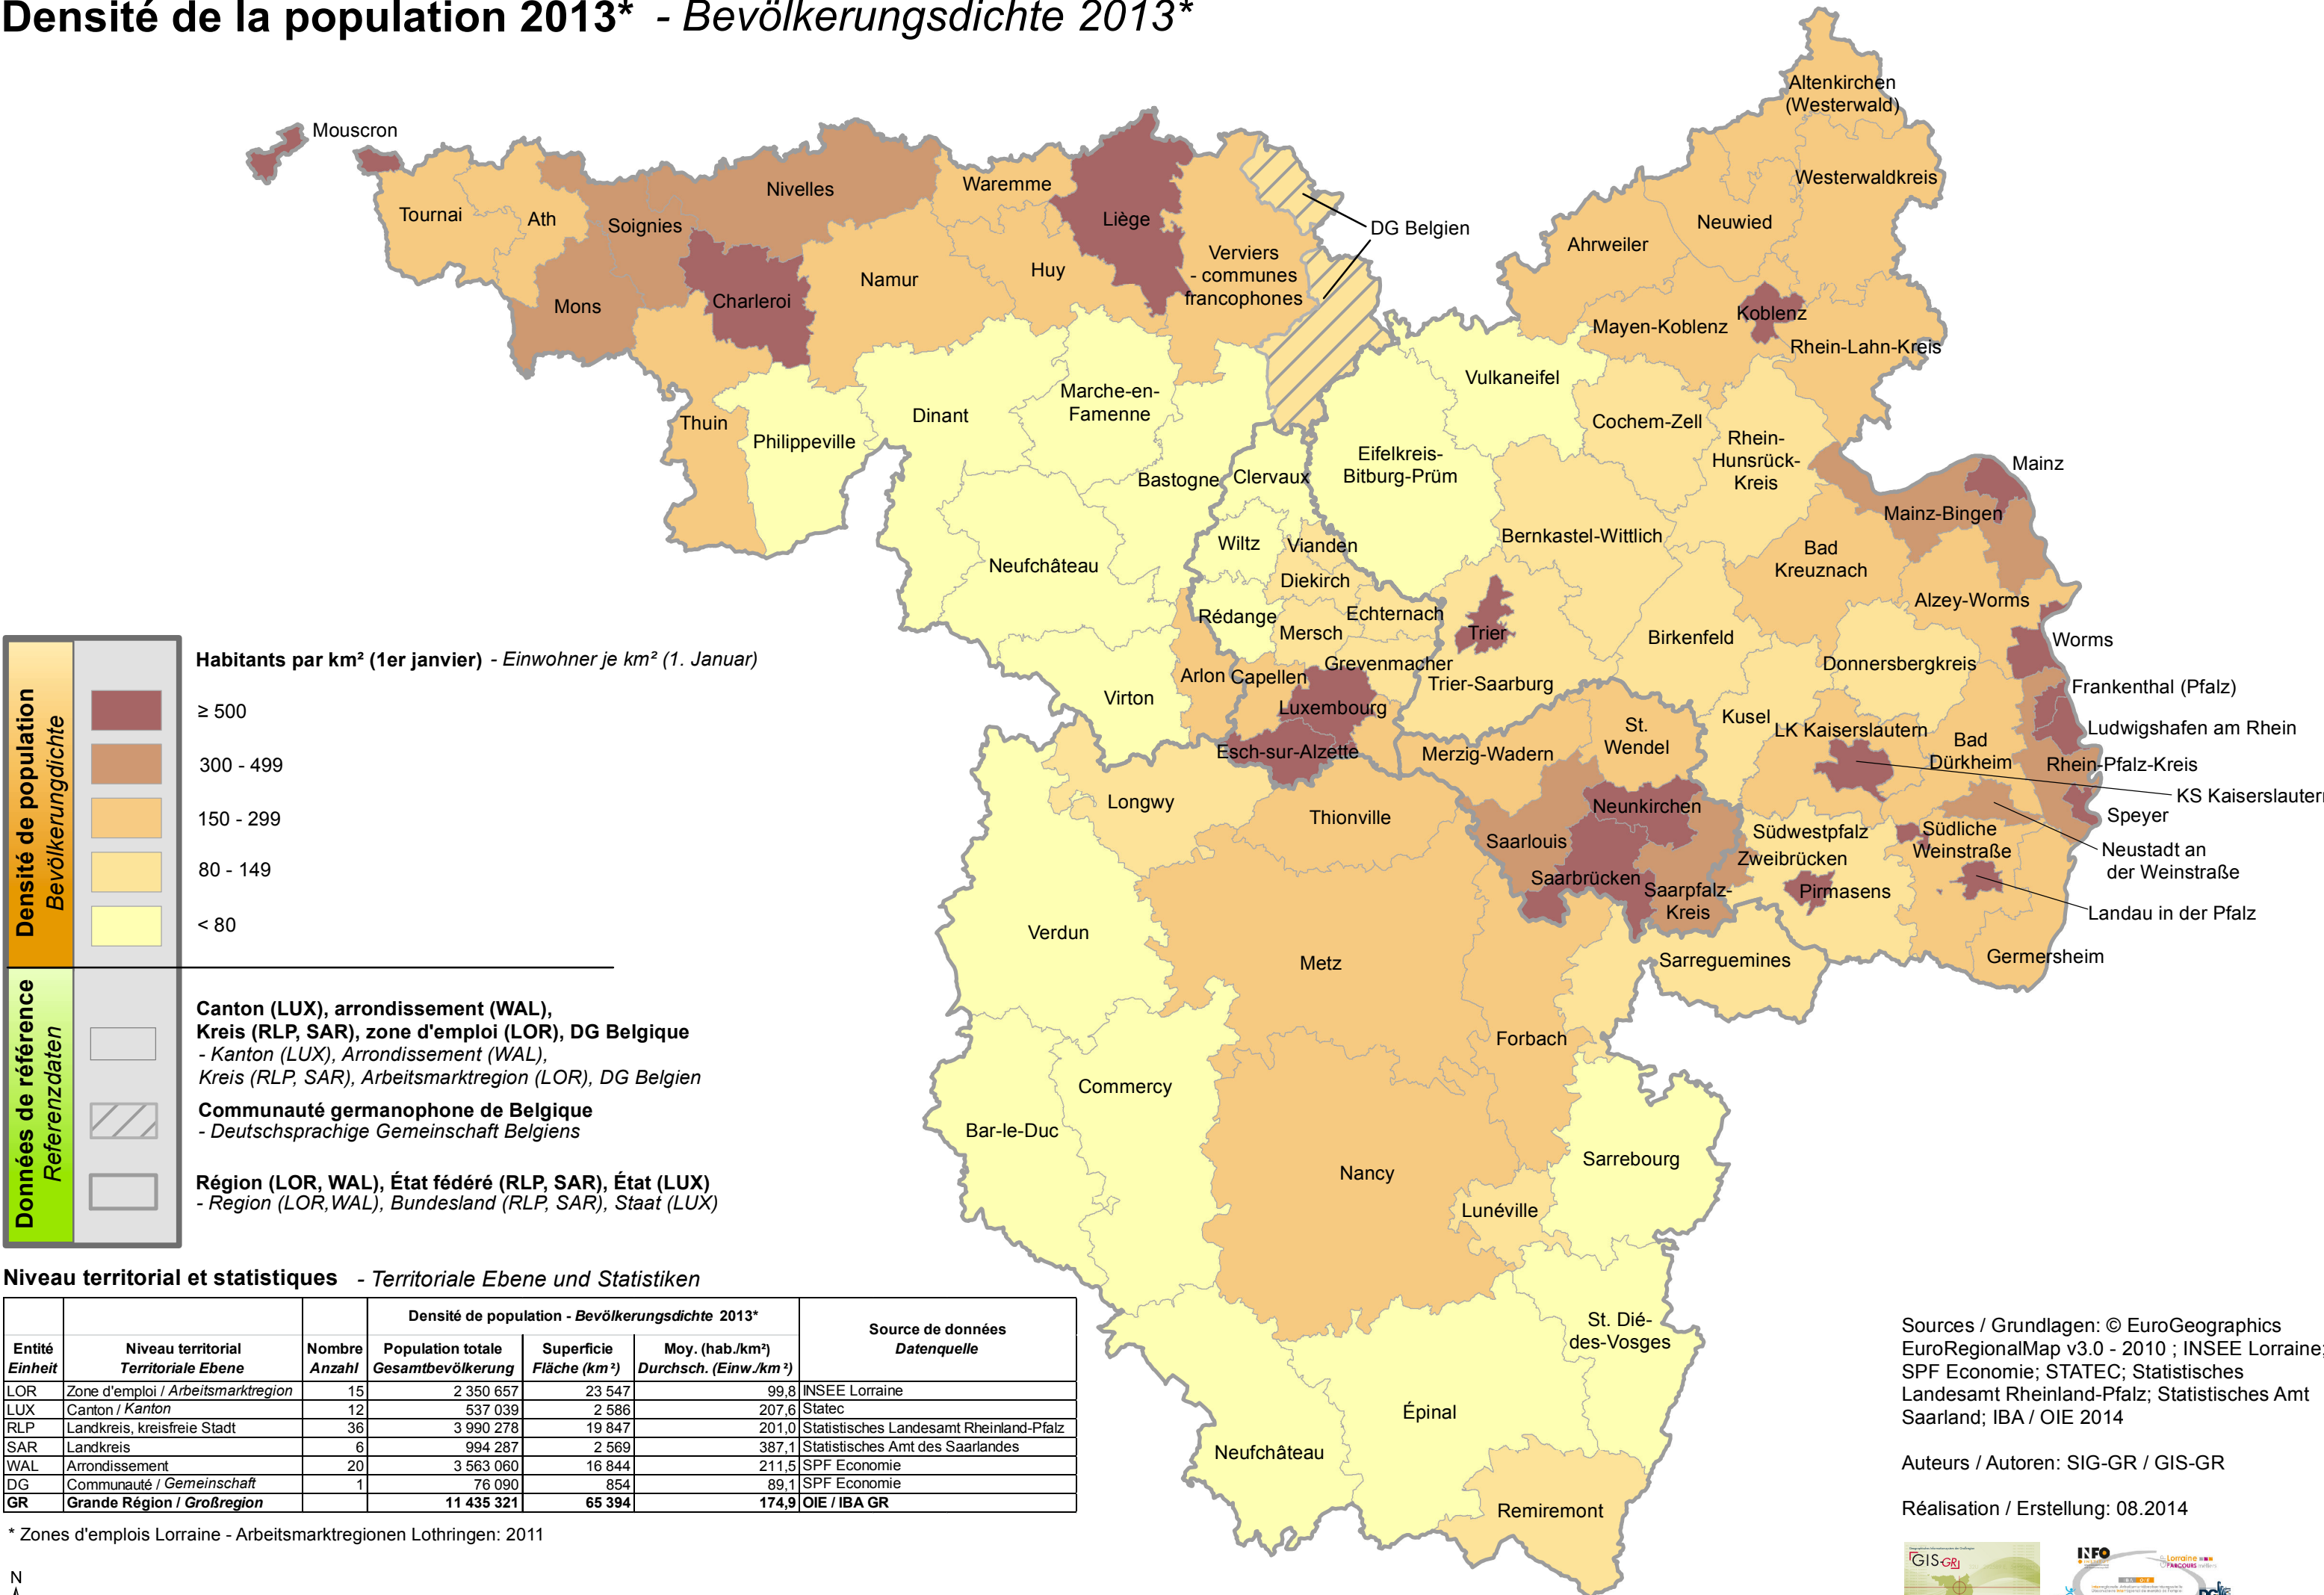 Densité de la population 2013* - Bevölkerungsdichte 2013*
Altenkirchen
(Westerwald)
Mouscron
Westerwaldkreis
Nivelles
Waremme
Tournai
Ath
Soignies
Liège
Neuwied
DG Belgien
Ahrweiler
Verviers
- communes
francophones
Huy
Namur
Charleroi
Mons
Koblenz
Mayen-Koblenz
Rhein-Lahn-Kreis
Vulkaneifel
Marche-en-
Famenne
Dinant
Thuin
Philippeville
Cochem-Zell
Rhein-
Hunsrück-
Kreis
Eifelkreis-
Bitburg-Prüm
Mainz
Bastogne
Clervaux
Mainz-Bingen
Wiltz
Vianden
Bernkastel-Wittlich
Bad
Kreuznach
Neufchâteau
Diekirch
Alzey-Worms
Rédange
Echternach
Mersch
Trier
Birkenfeld
Worms
Grevenmacher
Donnersbergkreis
Arlon
Capellen
Trier-Saarburg
Frankenthal (Pfalz)
Virton
Luxembourg
Kusel
LK Kaiserslautern
Ludwigshafen am Rhein
St.
Wendel
Esch-sur-Alzette
Merzig-Wadern
Bad
Dürkheim
Rhein-Pfalz-Kreis
KS Kaiserslautern
Longwy
Thionville
Neunkirchen
Speyer
Saarlouis
Südwestpfalz
Südliche
Weinstraße
Zweibrücken
Neustadt an
der Weinstraße
Saarbrücken
Saarpfalz-
Kreis
Pirmasens
Landau in der Pfalz
Verdun
Metz
Sarreguemines
Germersheim
Forbach
Commercy
Bar-le-Duc
Nancy
Sarrebourg
Lunéville
St. Dié-
des-Vosges
Épinal
Neufchâteau
Remiremont
Densité de population
Bevölkerungdichte
Habitants par km² (1er janvier) - Einwohner je km² (1. Januar)
≥ 500
300 - 499
150 - 299
80 - 149
< 80
Données de référence
Referenzdaten
Canton (LUX), arrondissement (WAL),
Kreis (RLP, SAR), zone d'emploi (LOR), DG Belgique
- Kanton (LUX), Arrondissement (WAL),
Kreis (RLP, SAR), Arbeitsmarktregion (LOR), DG Belgien
Communauté germanophone de Belgique
- Deutschsprachige Gemeinschaft Belgiens
Région (LOR, WAL), État fédéré (RLP, SAR), État (LUX)
- Region (LOR,WAL), Bundesland (RLP, SAR), Staat (LUX)
Niveau territorial et statistiques - Territoriale Ebene und Statistiken
Densité de population - Bevölkerungsdichte 2013*
Source de données
Datenquelle
Entité Niveau territorial Nombre Population totale Superficie Moy. (hab./km²)
Einheit Territoriale Ebene Anzahl Gesamtbevölkerung Fläche (km²) Durchsch. (Einw./km²)
LOR Zone d'emploi / Arbeitsmarktregion 15 2 350 657 23 547 99,8 INSEE Lorraine
LUX Canton / Kanton 12 537 039 2 586 207,6 Statec
RLP Landkreis, kreisfreie Stadt 36 3 990 278 19 847 201,0 Statistisches Landesamt Rheinland-Pfalz
SAR Landkreis 6 994 287 2 569 387,1 Statistisches Amt des Saarlandes
WAL Arrondissement 20 3 563 060 16 844 211,5 SPF Economie
DG Communauté / Gemeinschaft 1 76 090 854 89,1 SPF Economie
GR Grande Région / Großregion 11 435 321 65 394 174,9 OIE / IBA GR
* Zones d'emplois Lorraine - Arbeitsmarktregionen Lothringen: 2011
N
Sources / Grundlagen: © EuroGeographics
EuroRegionalMap v3.0 - 2010 ; INSEE Lorraine;
SPF Economie; STATEC; Statistisches
Landesamt Rheinland-Pfalz; Statistisches Amt
Saarland; IBA / OIE 2014
Auteurs / Autoren: SIG-GR / GIS-GR
Réalisation / Erstellung: 08.2014
GIS-GR
INFO
Lorraine
PARCOURS